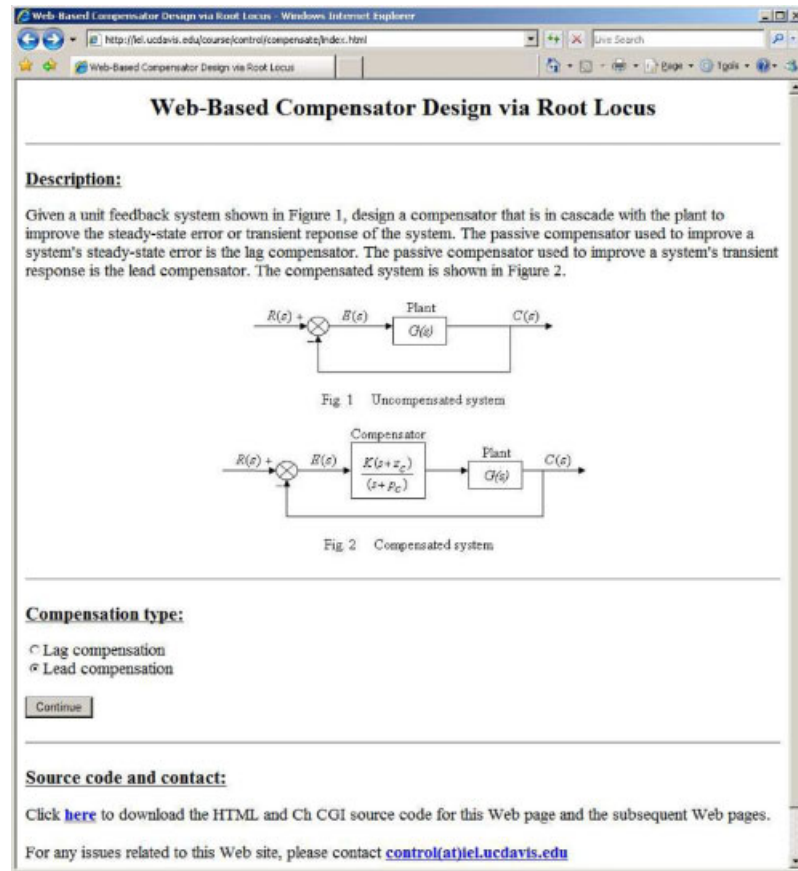 Web-Based Compensator Design via Root Locus - Windows Internet Explorer
http://iel.ucdavis.edu/course/control/compensate/index.html
Live Search
Web-Based Compensator Design via Root Locus
Page
Tools
Web-Based Compensator Design via Root Locus
Description:
Given a unit feedback system shown in Figure 1, design a compensator that is in cascade with the plant to
improve the steady-state error or transient reponse of the system. The passive compensator used to improve a
system's steady-state error is the lag compensator. The passive compensator used to improve a system's transient
response is the lead compensator. The compensated system is shown in Figure 2.
Plant
R(s) + E(s) G(s) C(s)
−
Fig. 1 Uncompensated system
Compensator
R(s) + E(s) K(s+z_c) Plant C(s)
(s+p_c) G(s)
−
Fig. 2 Compensated system
Compensation type:
Lag compensation
Lead compensation
Continue
Source code and contact:
Click here to download the HTML and Ch CGI source code for this Web page and the subsequent Web pages.
For any issues related to this Web site, please contact control(at)iel.ucdavis.edu